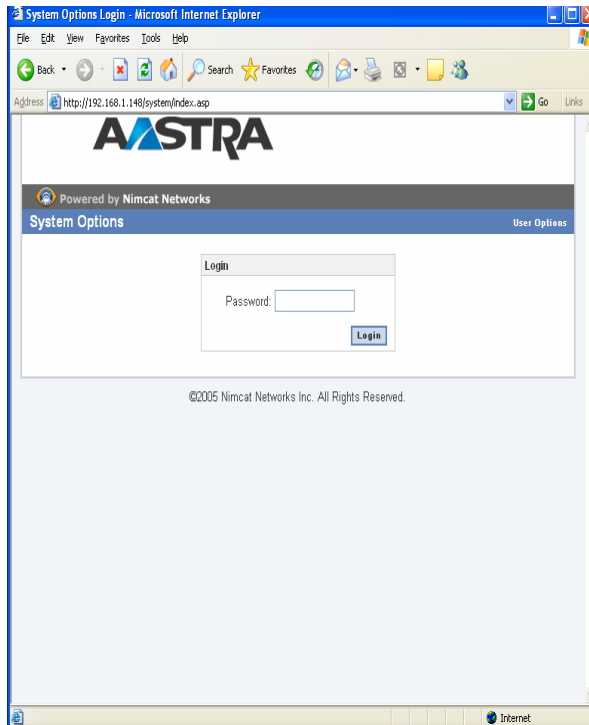 System Options Login - Microsoft Internet Explorer
File Edit View Favorites Tools Help
Back Search Favorites
Address http://192.168.1.148/system/index.asp Go Links
AASTRA
Powered by Nimcat Networks
System Options User Options
Login
Password:
Login
©2005 Nimcat Networks Inc. All Rights Reserved.
Internet